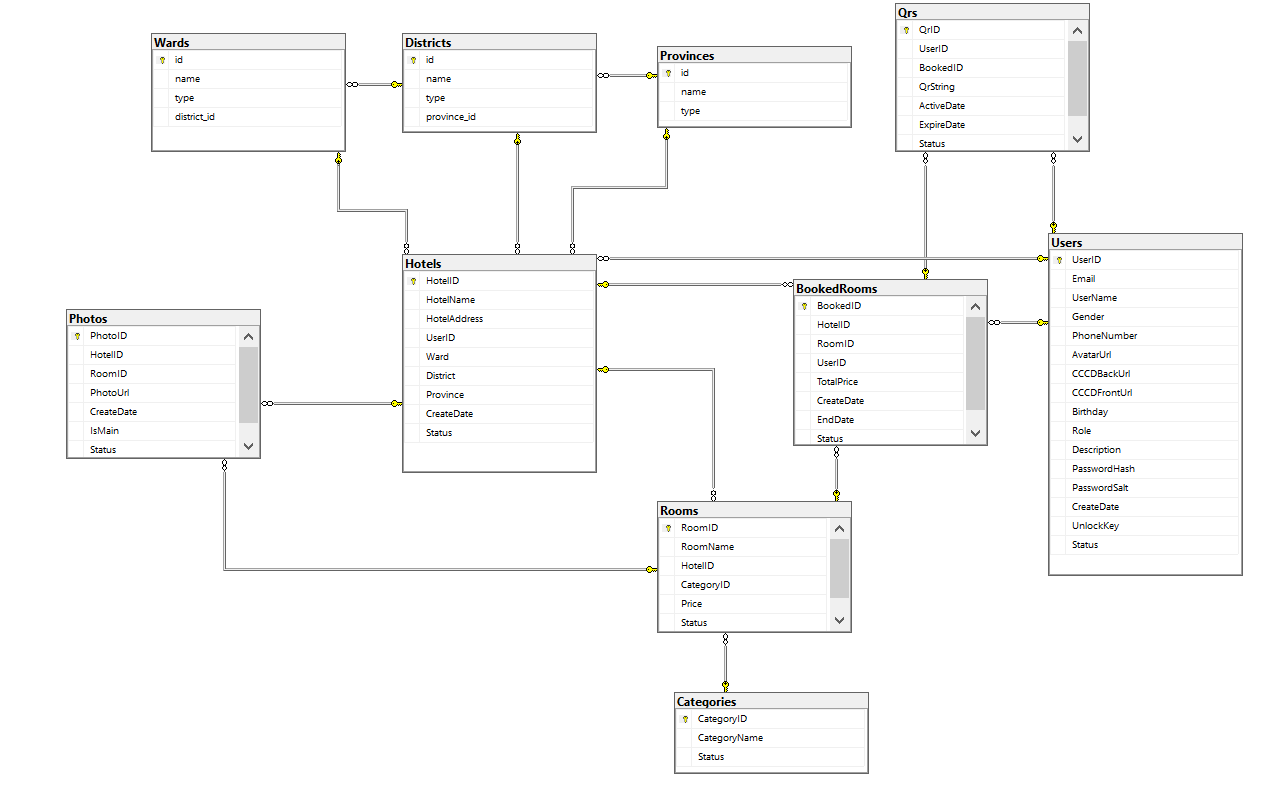 Wards
id
name
type
district_id
Districts
id
name
type
province_id
Provinces
id
name
type
Qrs
QrID
UserID
BookedID
QrString
ActiveDate
ExpireDate
Status
Hotels
HotelID
HotelName
HotelAddress
UserID
Ward
District
Province
CreateDate
Status
Users
UserID
Email
UserName
Gender
PhoneNumber
AvatarUrl
CCCDBackUrl
CCCDFrontUrl
Birthday
Role
Description
PasswordHash
PasswordSalt
CreateDate
UnlockKey
Status
BookedRooms
BookedID
HotelID
RoomID
UserID
TotalPrice
CreateDate
EndDate
Status
Photos
PhotoID
HotelID
RoomID
PhotoUrl
CreateDate
IsMain
Status
Rooms
RoomID
RoomName
HotelID
CategoryID
Price
Status
Categories
CategoryID
CategoryName
Status